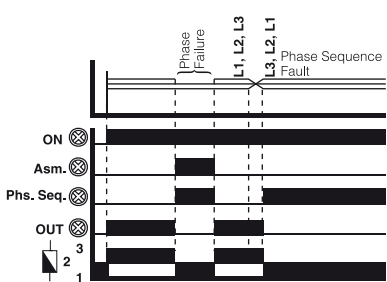 Phase
Failure
L1, L2, L3
L3, L2, L1
Phase Sequence
Fault
ON
Asm.
Phs. Seq.
OUT
3
2
1